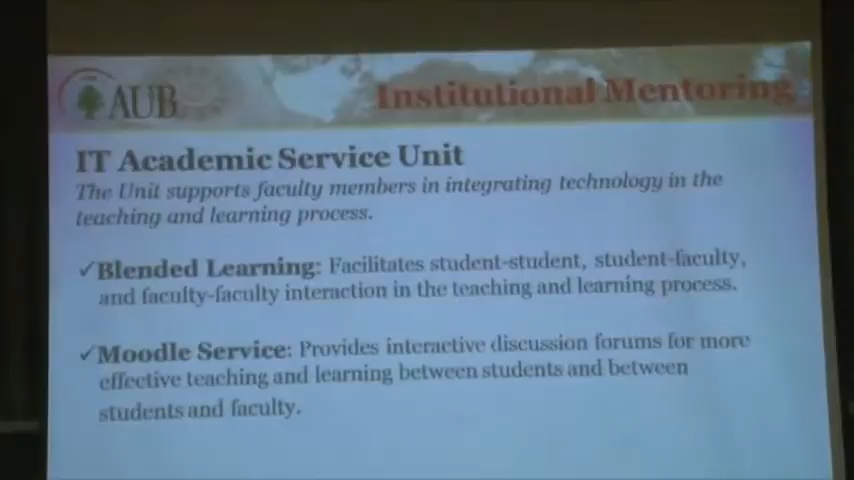 AUB
Institutional Mentoring
IT Academic Service Unit
The Unit supports faculty members in integrating technology in the
teaching and learning process.
✓Blended Learning: Facilitates student-student, student-faculty,
and faculty-faculty interaction in the teaching and learning process.
✓Moodle Service: Provides interactive discussion forums for more
effective teaching and learning between students and between
students and faculty.